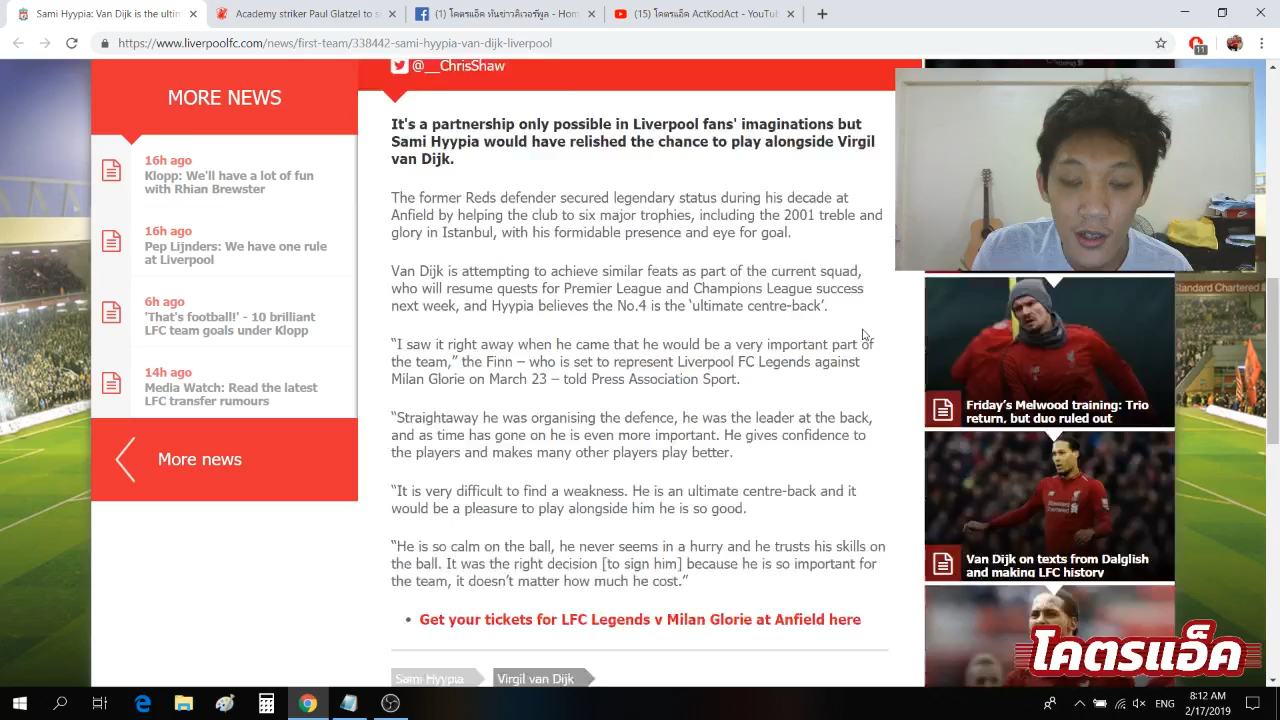 Sami Hyypia: Van Dijk is the ultim
Academy striker Paul Glatzel to s
โคตรแอ็ค ทันข่าวลิเวอร์พูล - Hom
(15) โคตรแอ็ค ActKodAct - YouTub
https://www.liverpoolfc.com/news/first-team/338442-sami-hyypia-van-dijk-liverpool
11
@__ChrisShaw
MORE NEWS
16h ago
Klopp: We'll have a lot of fun
with Rhian Brewster
16h ago
Pep Lijnders: We have one rule
at Liverpool
6h ago
'That's football!' - 10 brilliant
LFC team goals under Klopp
14h ago
Media Watch: Read the latest
LFC transfer rumours
More news
It's a partnership only possible in Liverpool fans' imaginations but
Sami Hyypia would have relished the chance to play alongside Virgil
van Dijk.
The former Reds defender secured legendary status during his decade at
Anfield by helping the club to six major trophies, including the 2001 treble and
glory in Istanbul, with his formidable presence and eye for goal.
Van Dijk is attempting to achieve similar feats as part of the current squad,
who will resume quests for Premier League and Champions League success
next week, and Hyypia believes the No.4 is the ‘ultimate centre-back’.
“I saw it right away when he came that he would be a very important part of
the team,” the Finn – who is set to represent Liverpool FC Legends against
Milan Glorie on March 23 – told Press Association Sport.
“Straightaway he was organising the defence, he was the leader at the back,
and as time has gone on he is even more important. He gives confidence to
the players and makes many other players play better.
“It is very difficult to find a weakness. He is an ultimate centre-back and it
would be a pleasure to play alongside him he is so good.
“He is so calm on the ball, he never seems in a hurry and he trusts his skills on
the ball. It was the right decision [to sign him] because he is so important for
the team, it doesn’t matter how much he cost.”
• Get your tickets for LFC Legends v Milan Glorie at Anfield here
Sami Hyypia
Virgil van Dijk
Friday’s Melwood training: Trio
return, but duo ruled out
Van Dijk on texts from Dalglish
and making LFC history
Standard Chartered
โคตรแอ็ค
ENG
8:12 AM
2/17/2019